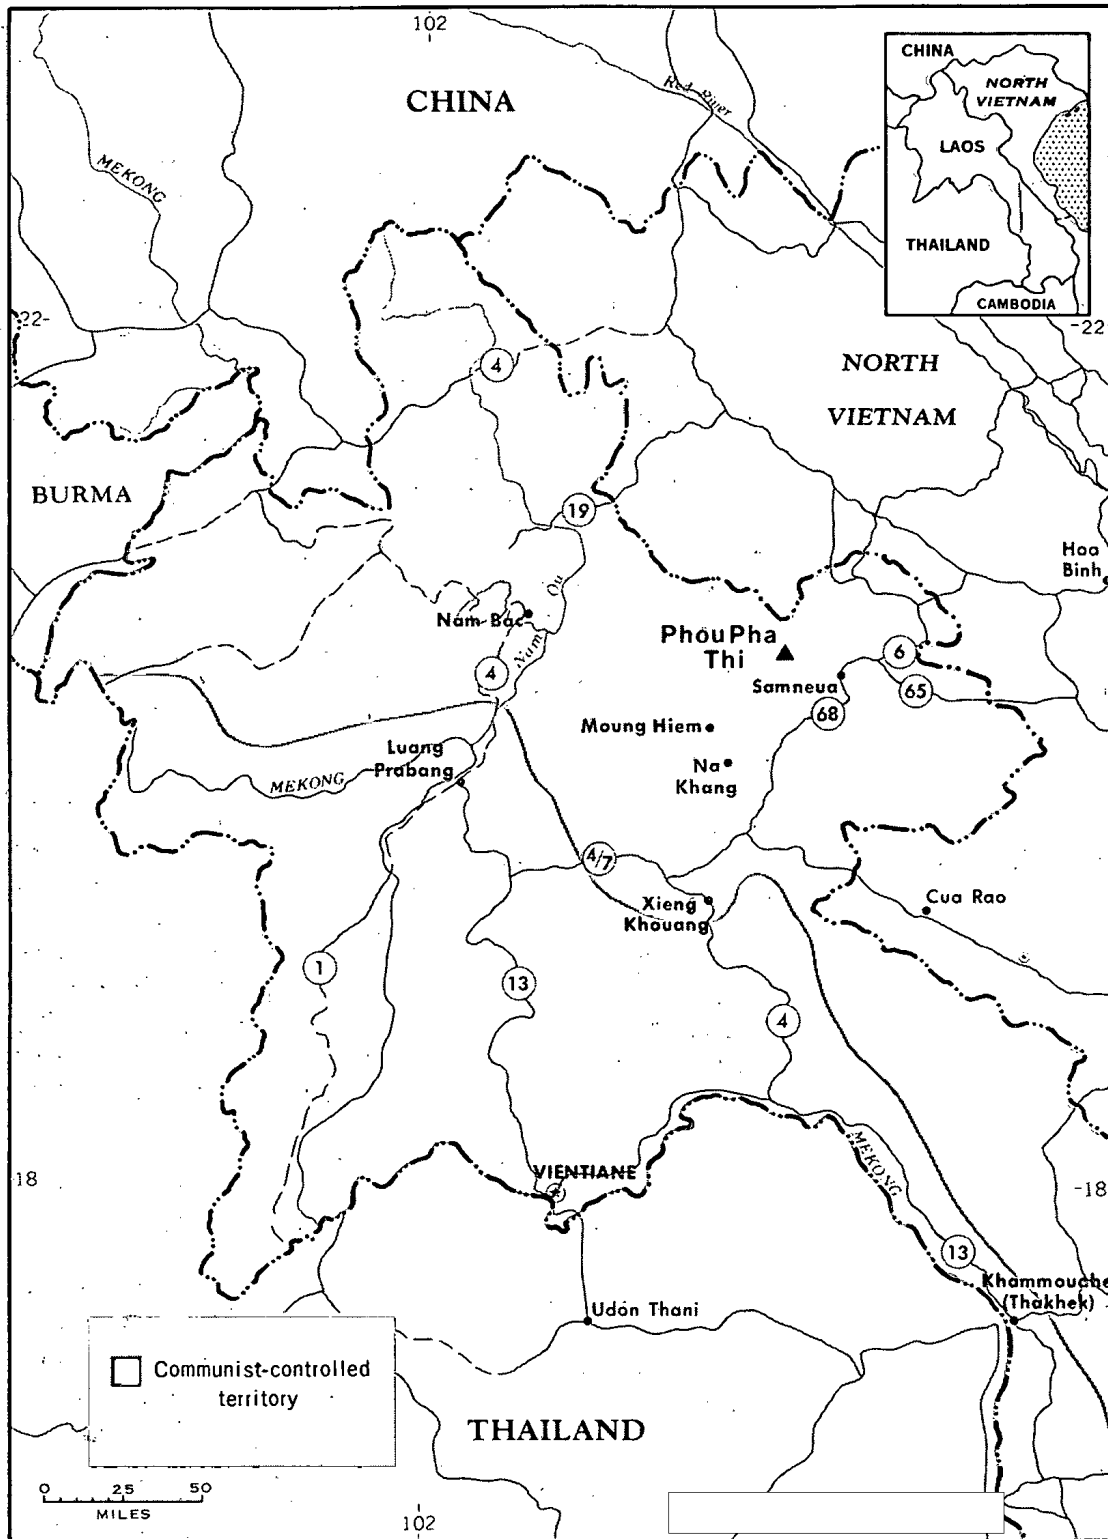 102
CHINA
Red River
MEKONG
CHINA
NORTH
VIETNAM
LAOS
THAILAND
CAMBODIA
22-
-22
4
NORTH
VIETNAM
BURMA
19
Hoa
Binh
Nam Bac
Nam Ou
Phou Pha
Thi
6
4
Samneua
65
68
Moung Hiem
Luang
Prabang
Na
Khang
MEKONG
4/7
Xieng
Khouang
Cua Rao
1
13
4
MEKONG
VIENTIANE
18
-18
13
Khammouche
(Thakhek)
Udon Thani
Communist-controlled
territory
THAILAND
0 25 50
MILES
102